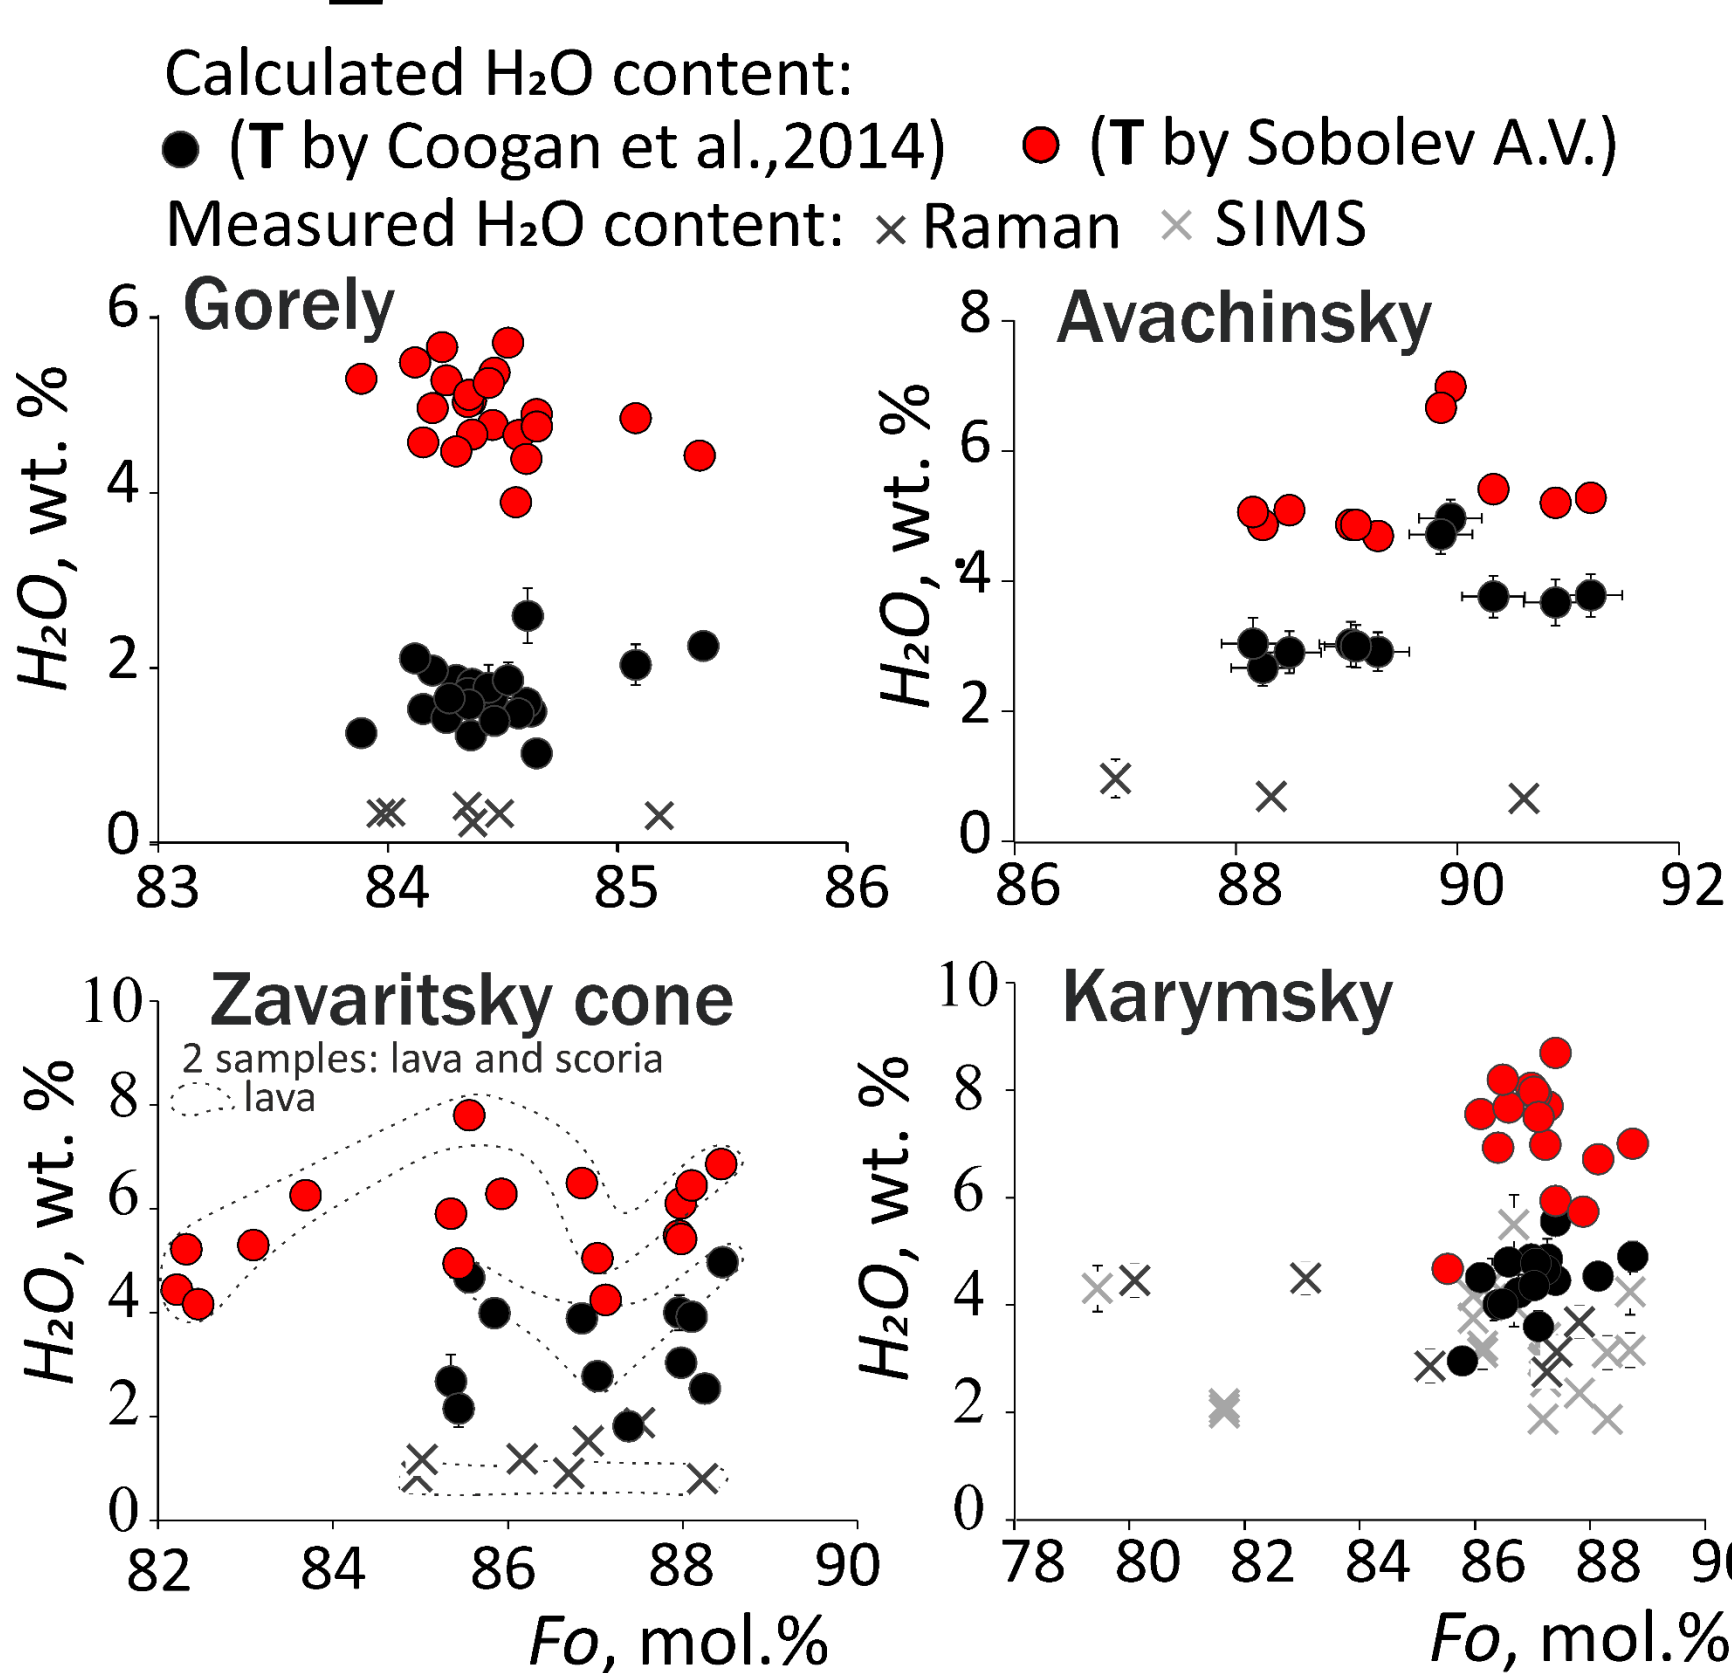 Calculated H₂O content:
(T by Coogan et al.,2014) (T by Sobolev A.V.)
Measured H₂O content: × Raman × SIMS
Gorely
H₂O, wt. %
6
4
2
0
83 84 85 86
Avachinsky
H₂O, wt. %
8
6
4
2
0
86 88 90 92
Zavaritsky cone
2 samples: lava and scoria
lava
H₂O, wt. %
10
8
6
4
2
0
82 84 86 88 90
Fo, mol.%
Karymsky
H₂O, wt. %
10
8
6
4
2
0
78 80 82 84 86 88
Fo, mol.%